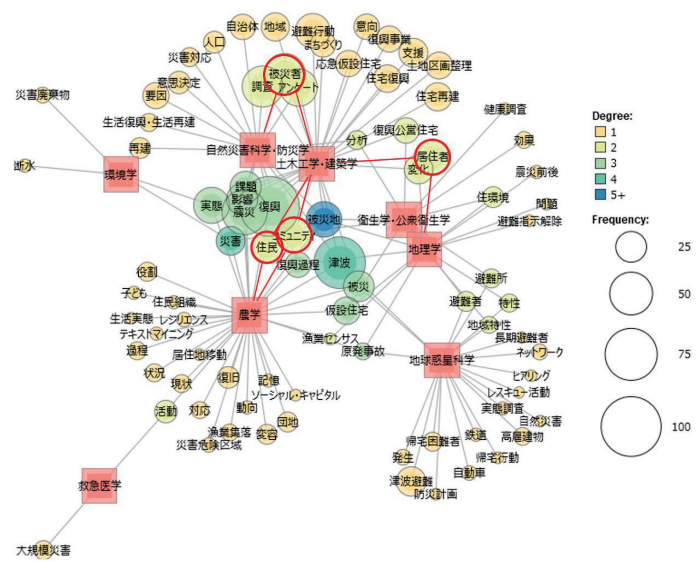 自治体
地域
避難行動
まちづくり
意向
復興事業
支援
土地区画整理
人口
災害対応
応急仮設住宅
住宅復興
住宅再建
被災者
調査
アンケート
災害廃棄物
要因
意思決定
生活復興・生活再建
再建
断水
環境学
自然災害科学・防災学
土木工学・建築学
分析
復興公営住宅
居住者
変化
健康調査
効果
震災前後
住環境
問題
避難指示解除
課題
影響
震災
復興
実態
災害
被災地
衛生学・公衆衛生学
地理学
住民
ミュニティ
復興過程
津波
被災
仮設住宅
漁業センサス
原発事故
避難所
避難者
特性
地域特性
長期避難者
ネットワーク
地球惑星科学
ヒアリング
レスキュー活動
実態調査
自然災害
高層建物
鉄道
帰宅困難者
帰宅行動
発生
自動車
津波避難
防災計画
役割
子ども
住民組織
生活実態
レジリエンス
テキストマイニング
農学
過程
居住地移動
状況
現状
復旧
記憶
ソーシャル・キャピタル
活動
対応
動向
団地
漁業集落
変容
災害危険区域
救急医学
大規模災害
Degree:
1
2
3
4
5+
Frequency:
25
50
75
100